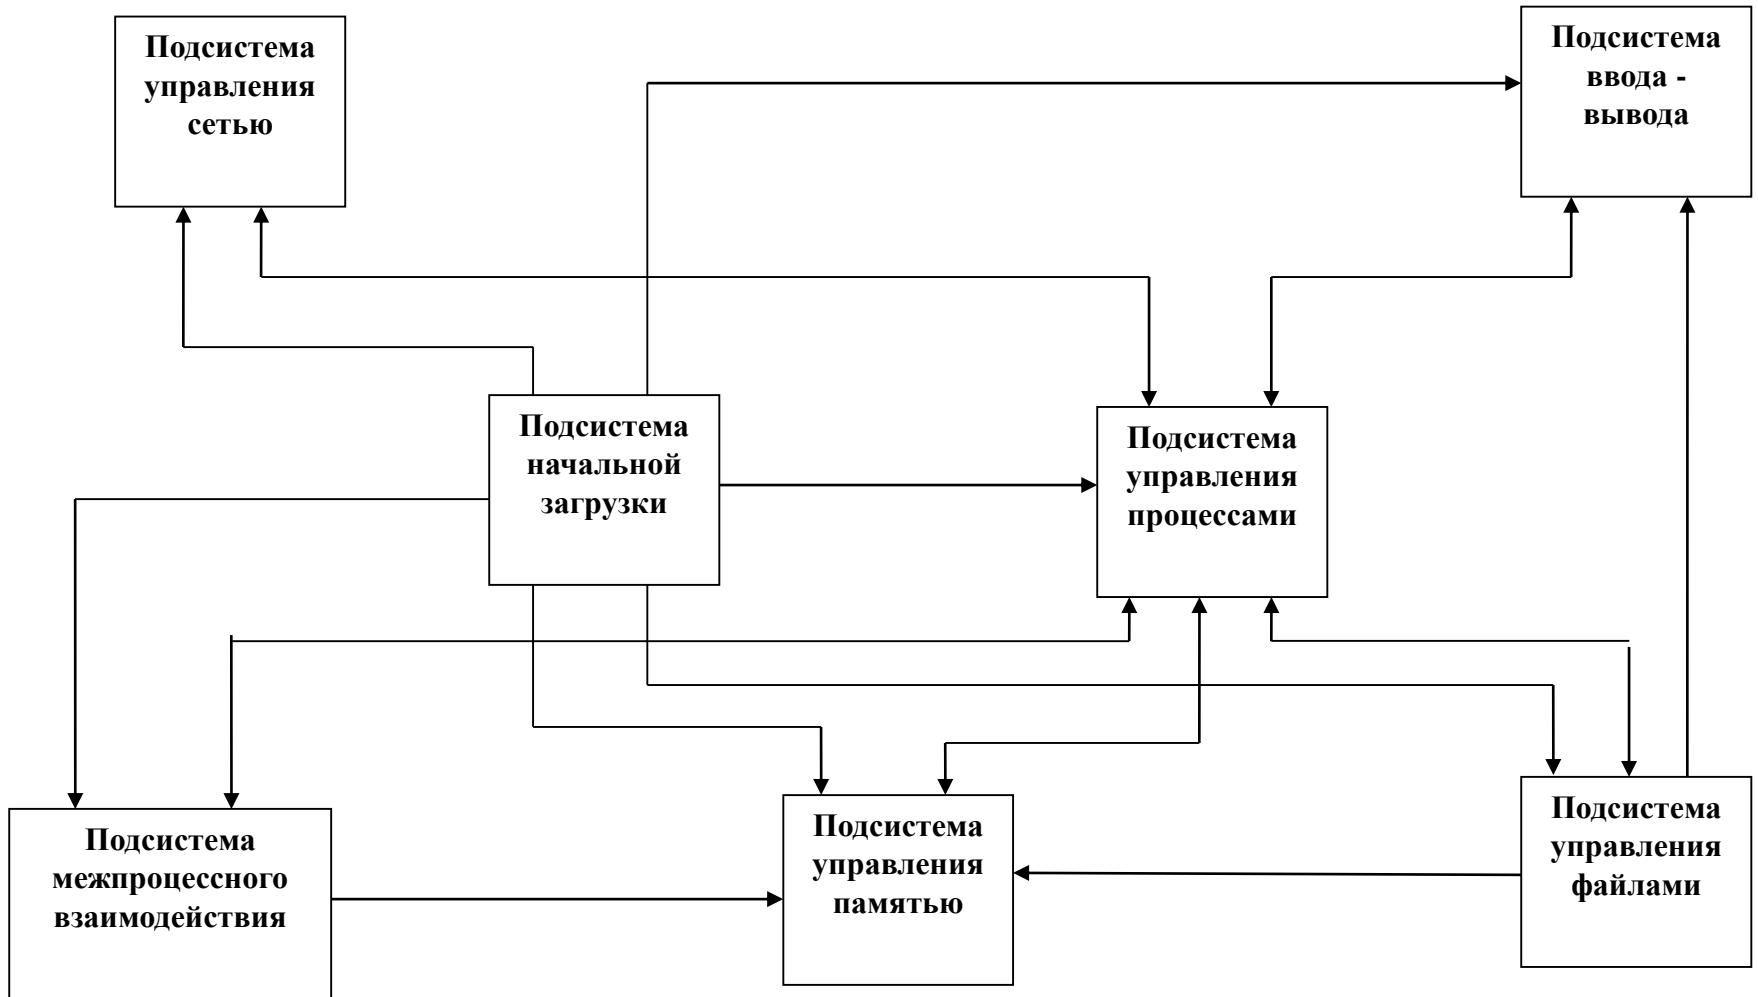 Подсистема
управления
сетью
Подсистема
ввода -
вывода
Подсистема
начальной
загрузки
Подсистема
управления
процессами
Подсистема
межпроцессного
взаимодействия
Подсистема
управления
памятью
Подсистема
управления
файлами